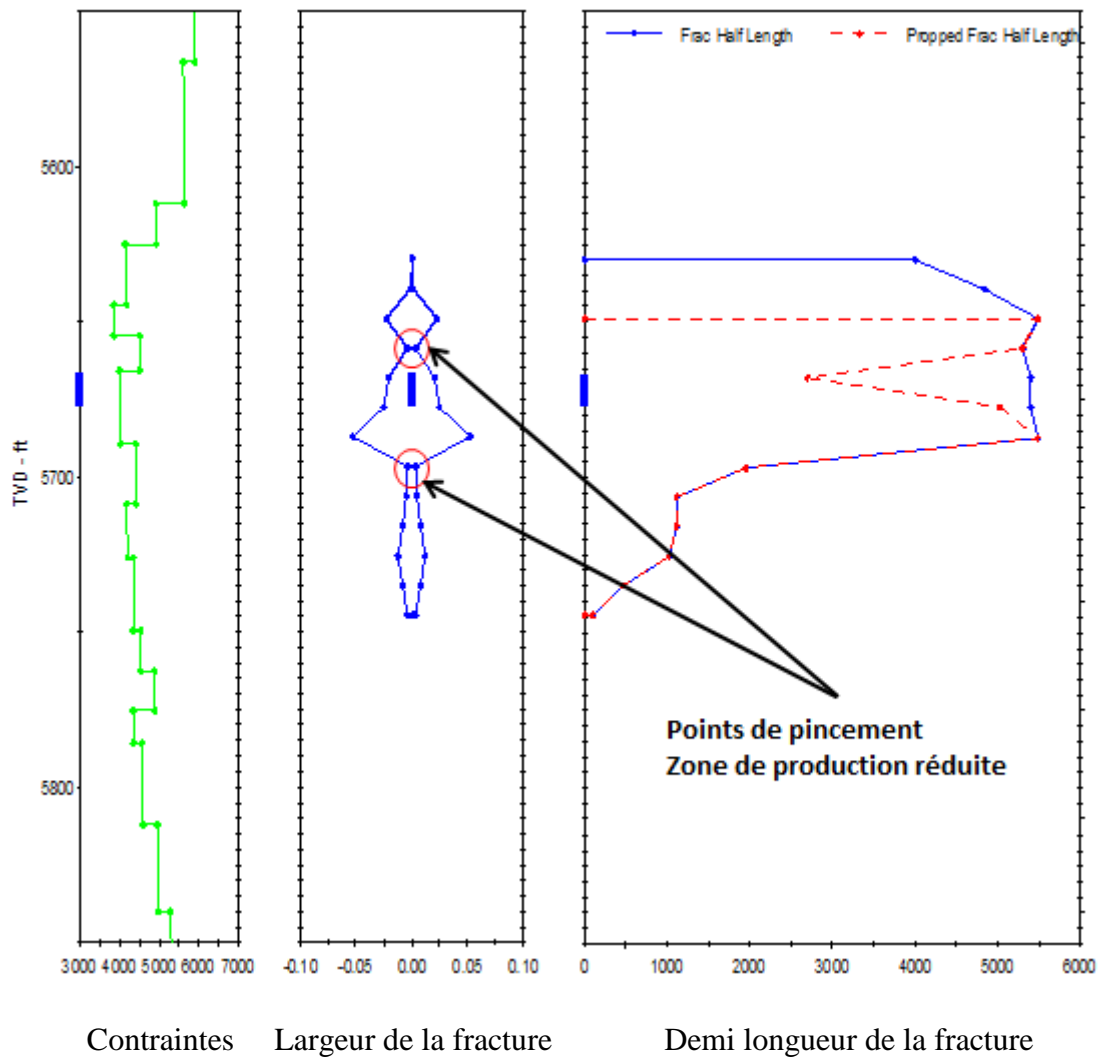 Frac Half Length
Propped Frac Half Length
TVD - ft
5600
5700
5800
3000 4000 5000 6000 7000
-0.10 -0.05 0.00 0.05 0.10
0 1000 2000 3000 4000 5000 6000
Points de pincement
Zone de production réduite
Contraintes
Largeur de la fracture
Demi longueur de la fracture